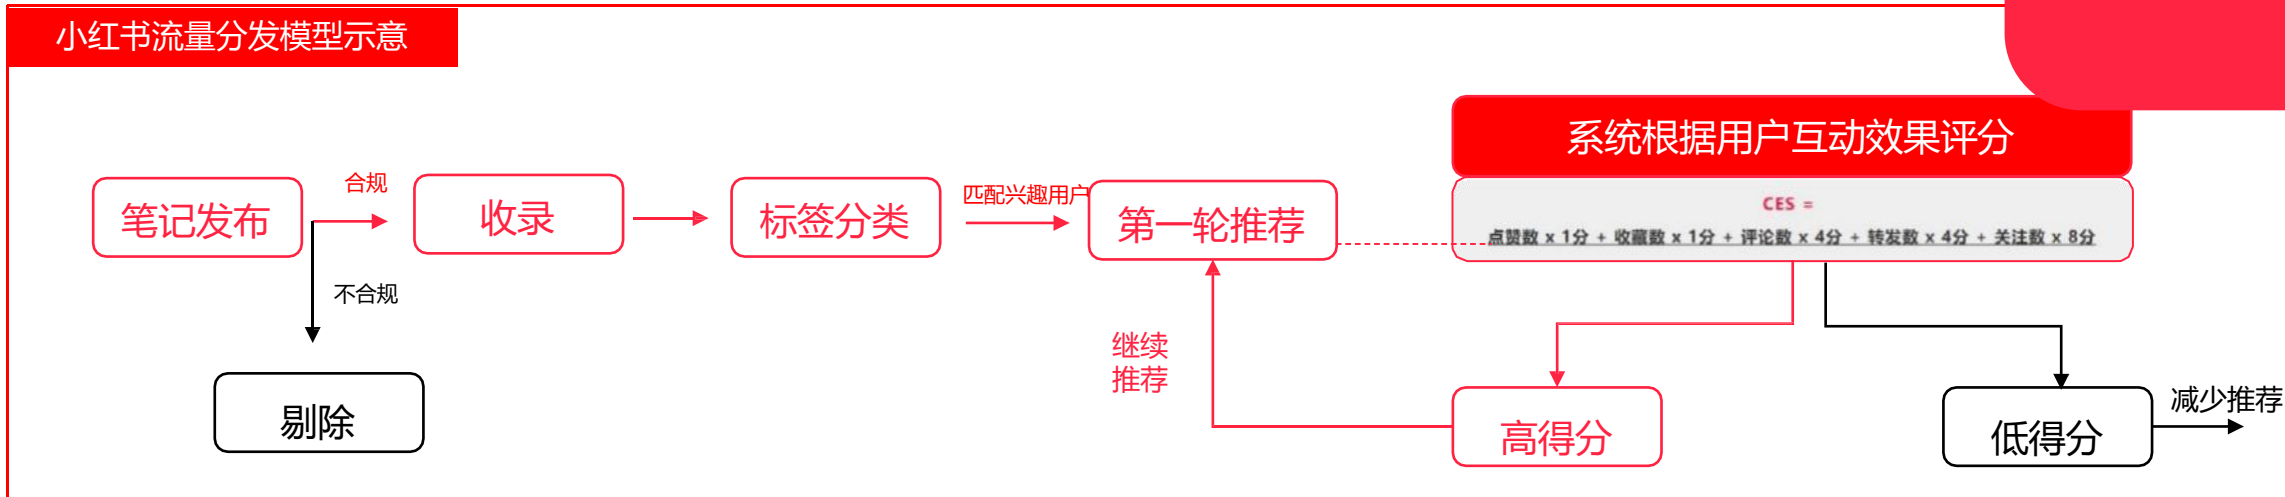 小红书流量分发模型示意
系统根据用户互动效果评分
CES =
点赞数 x 1分 + 收藏数 x 1分 + 评论数 x 4分 + 转发数 x 4分 + 关注数 x 8分
笔记发布
合规
收录
标签分类
匹配兴趣用户
第一轮推荐
不合规
剔除
继续
推荐
高得分
低得分
减少推荐